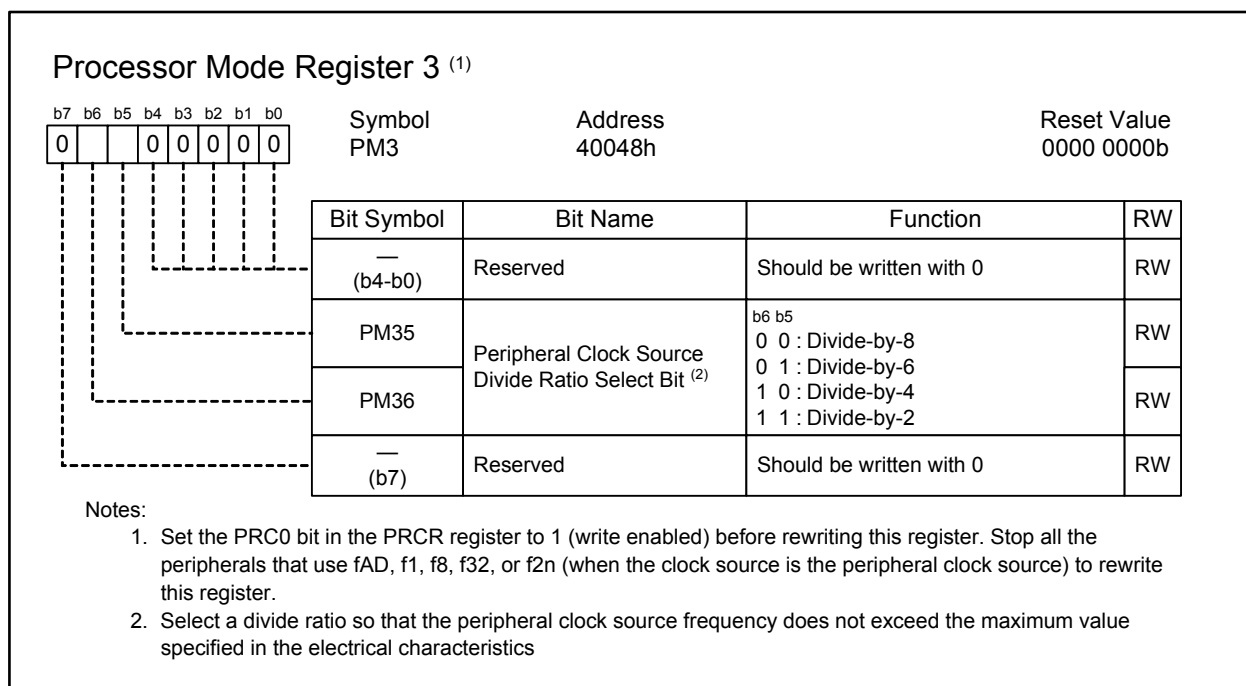 Processor Mode Register 3 (1)
b7 b6 b5 b4 b3 b2 b1 b0
0 0 0 0 0 0
Symbol Address Reset Value
PM3 40048h 0000 0000b
Bit Symbol Bit Name Function RW
— (b4-b0) Reserved Should be written with 0 RW
PM35 Peripheral Clock Source Divide Ratio Select Bit (2) RW
PM36 RW
b6 b5
0 0 : Divide-by-8
0 1 : Divide-by-6
1 0 : Divide-by-4
1 1 : Divide-by-2
— (b7) Reserved Should be written with 0 RW
Notes:
1. Set the PRC0 bit in the PRCR register to 1 (write enabled) before rewriting this register. Stop all the
peripherals that use fAD, f1, f8, f32, or f2n (when the clock source is the peripheral clock source) to rewrite
this register.
2. Select a divide ratio so that the peripheral clock source frequency does not exceed the maximum value
specified in the electrical characteristics